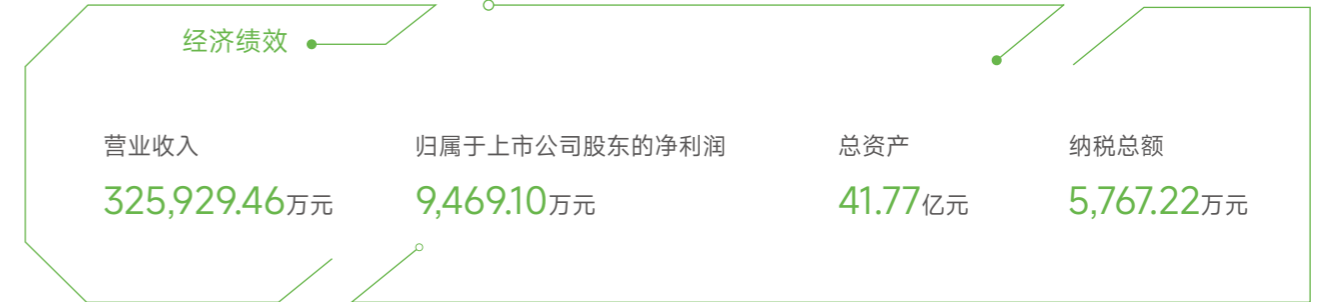 经济绩效
营业收入
325,929.46万元
归属于上市公司股东的净利润
9,469.10万元
总资产
41.77亿元
纳税总额
5,767.22万元